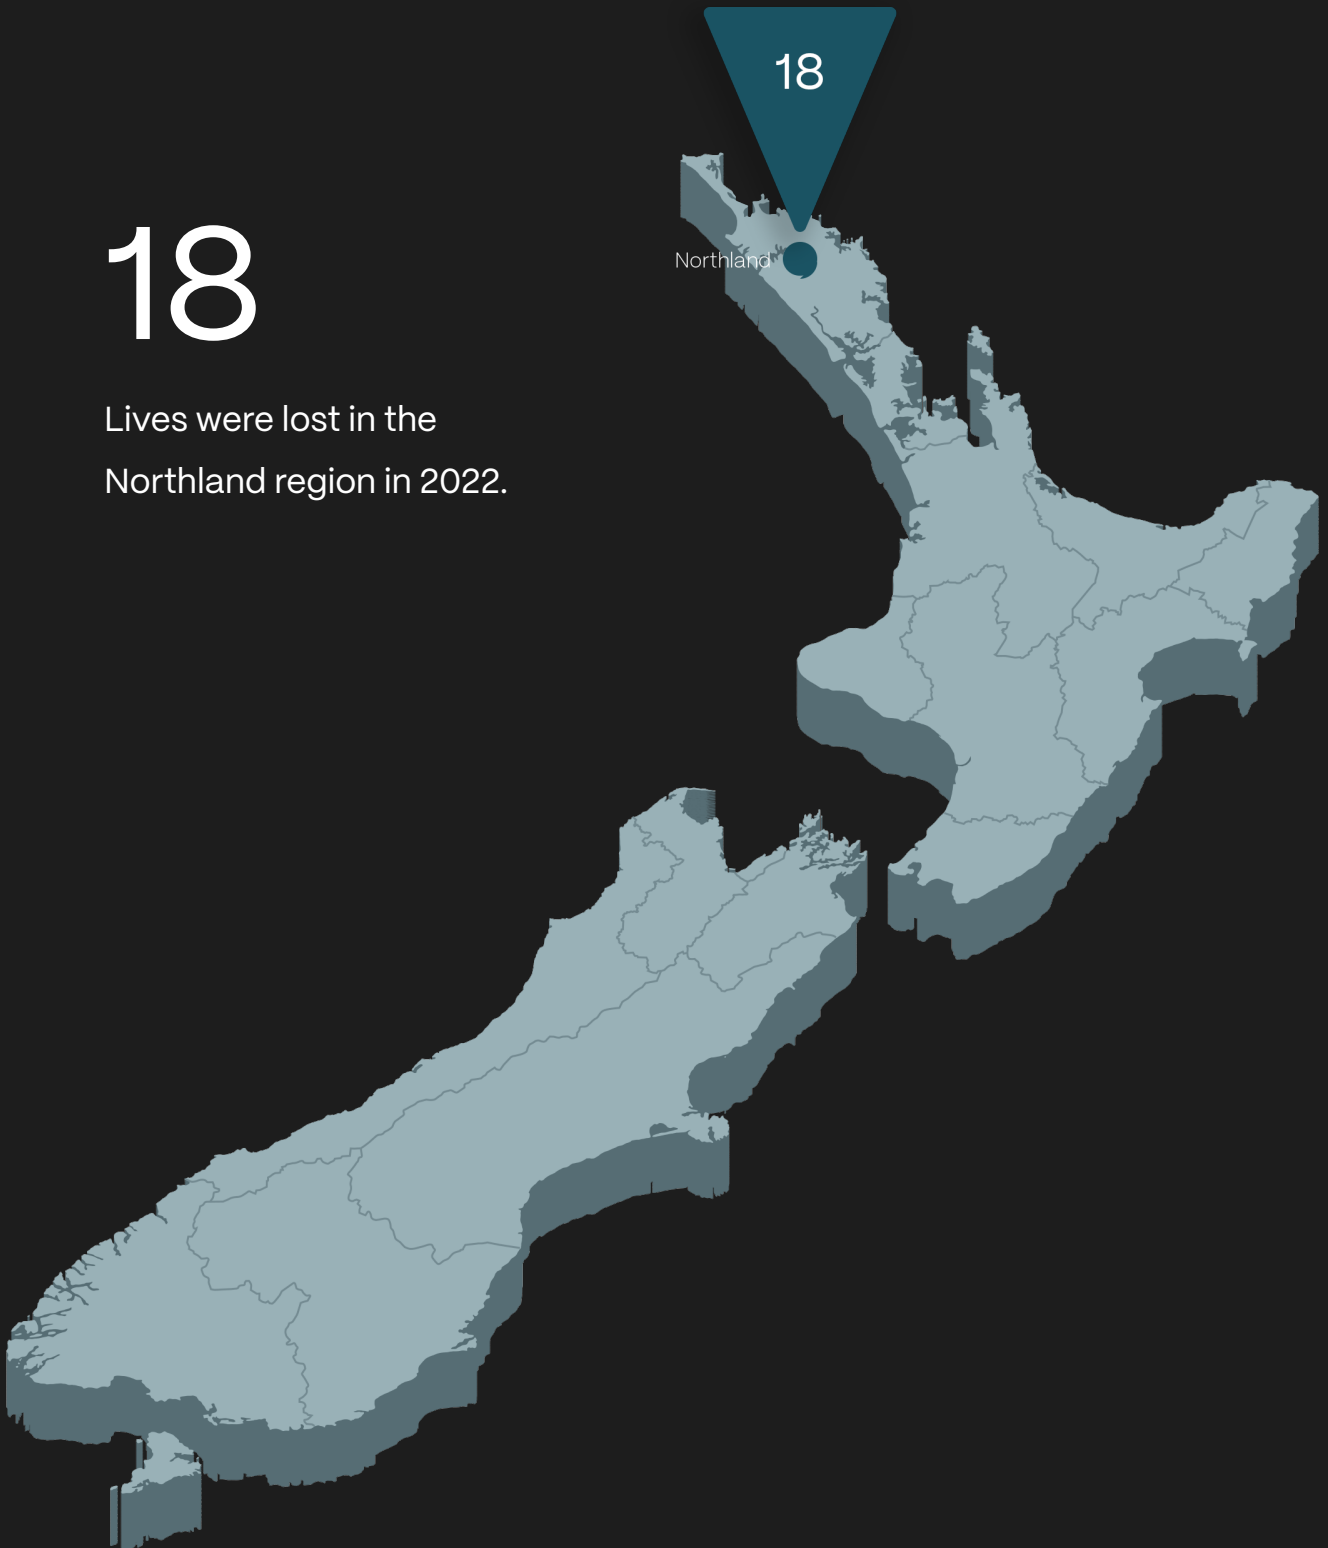 18
18
Lives were lost in the
Northland region in 2022.
Northland